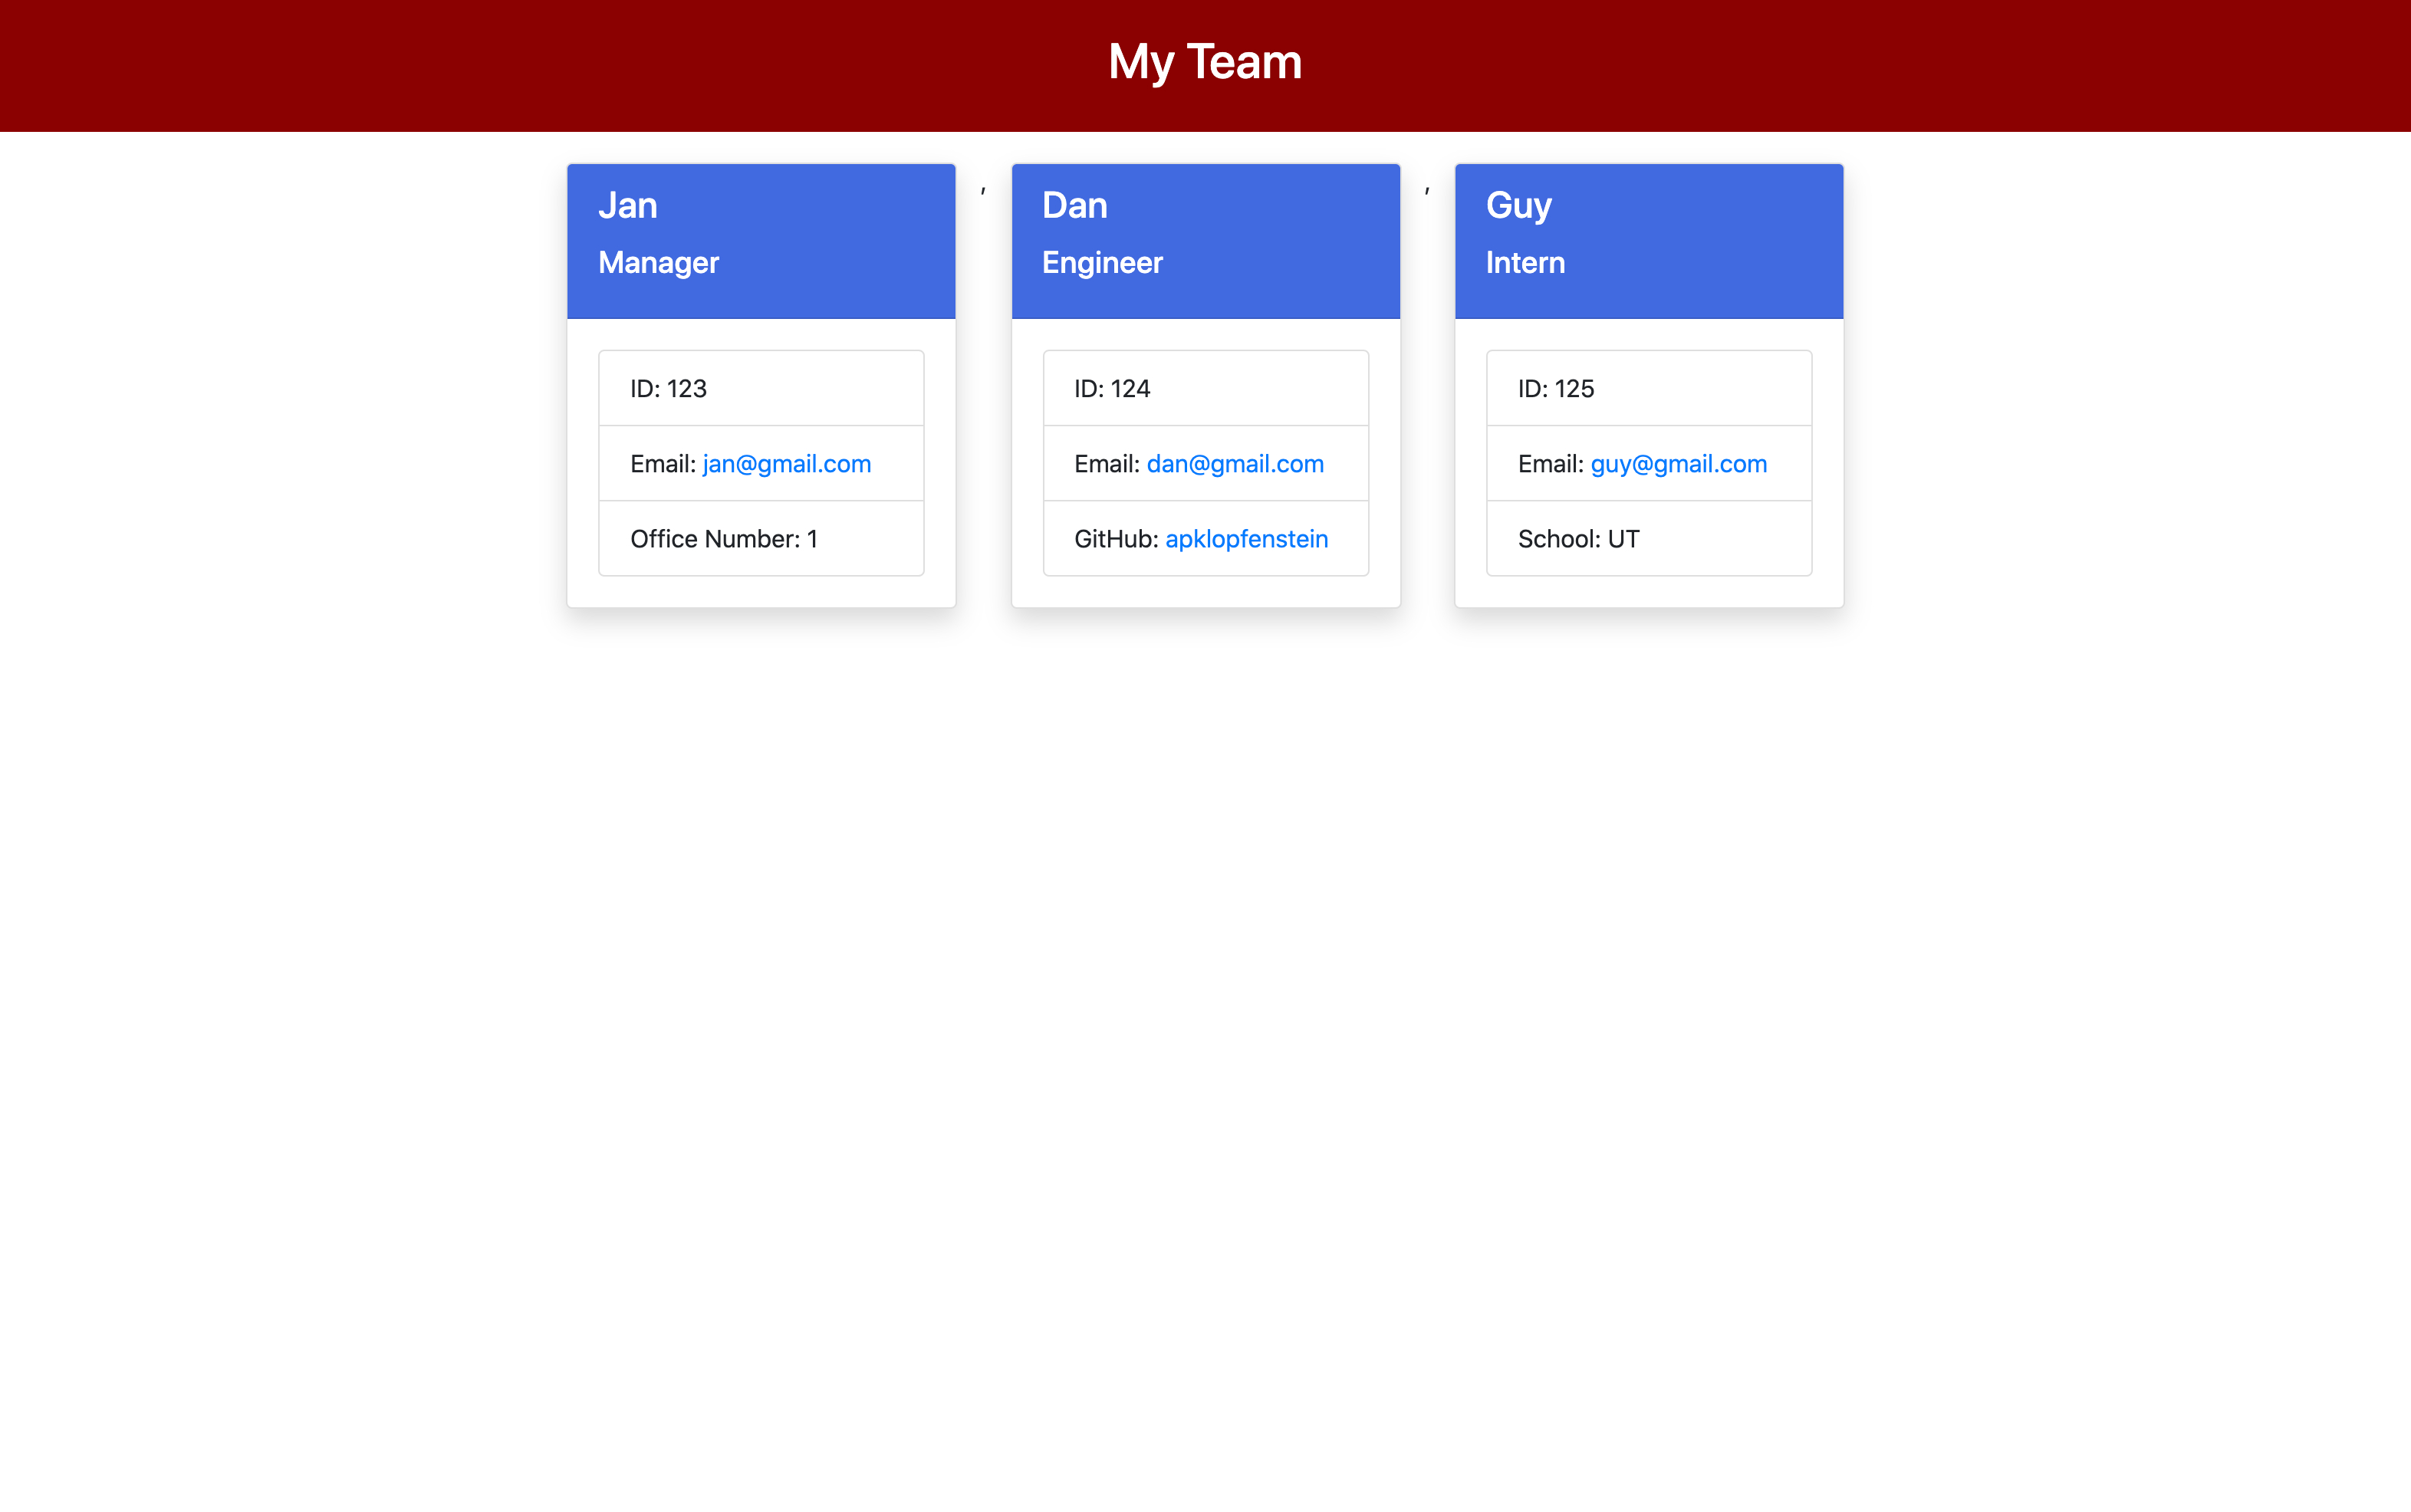 My Team
Jan
Manager
ID: 123
Email: jan@gmail.com
Office Number: 1
,
Dan
Engineer
ID: 124
Email: dan@gmail.com
GitHub: apklopfenstein
,
Guy
Intern
ID: 125
Email: guy@gmail.com
School: UT